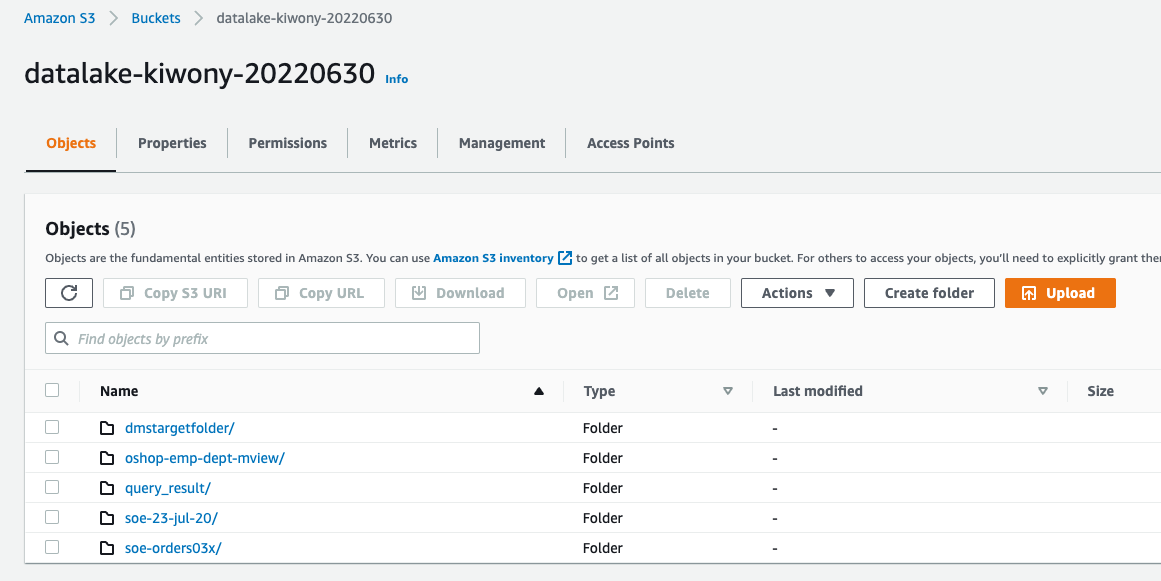 Amazon S3 > Buckets > datalake-kiwony-20220630
datalake-kiwony-20220630 Info
Objects Properties Permissions Metrics Management Access Points
Objects (5)
Objects are the fundamental entities stored in Amazon S3. You can use Amazon S3 inventory to get a list of all objects in your bucket. For others to access your objects, you'll need to explicitly grant
Copy S3 URI Copy URL Download Open Delete Actions Create folder Upload
Find objects by prefix
Name Type Last modified Size
dmstargetfolder/ Folder -
oshop-emp-dept-mview/ Folder -
query_result/ Folder -
soe-23-jul-20/ Folder -
soe-orders03x/ Folder -